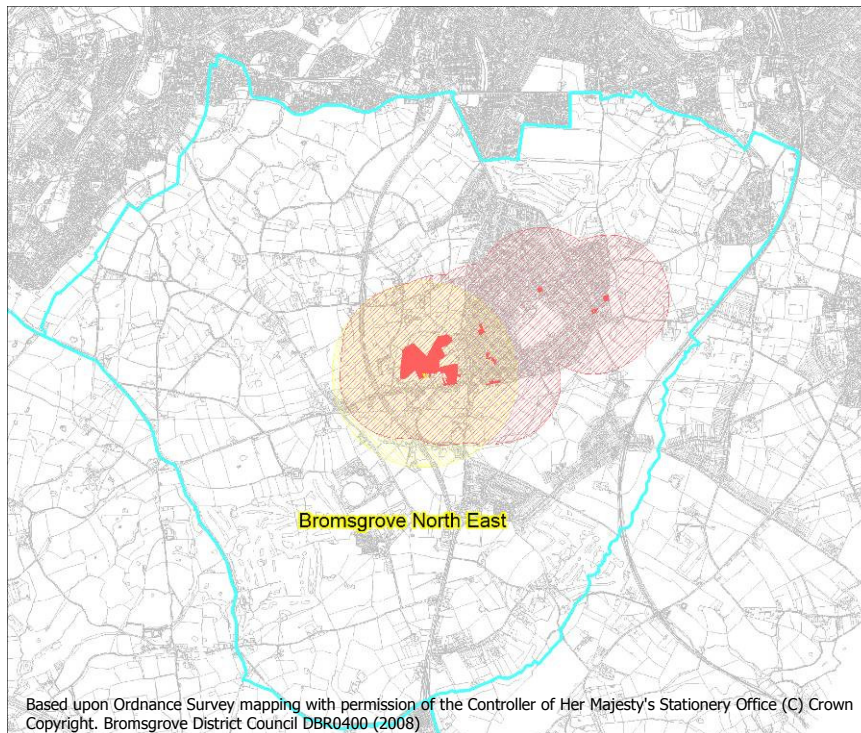 Bromsgrove North East
Based upon Ordnance Survey mapping with permission of the Controller of Her Majesty's Stationery Office (C) Crown
Copyright. Bromsgrove District Council DBR0400 (2008)